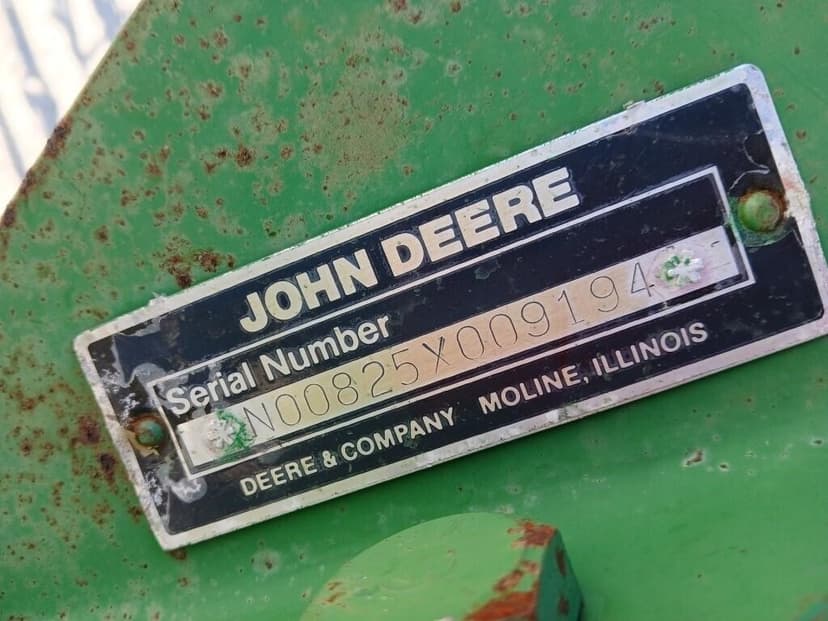 JOHN DEERE
Serial Number
N00825X009194
DEERE & COMPANY MOLINE, ILLINOIS